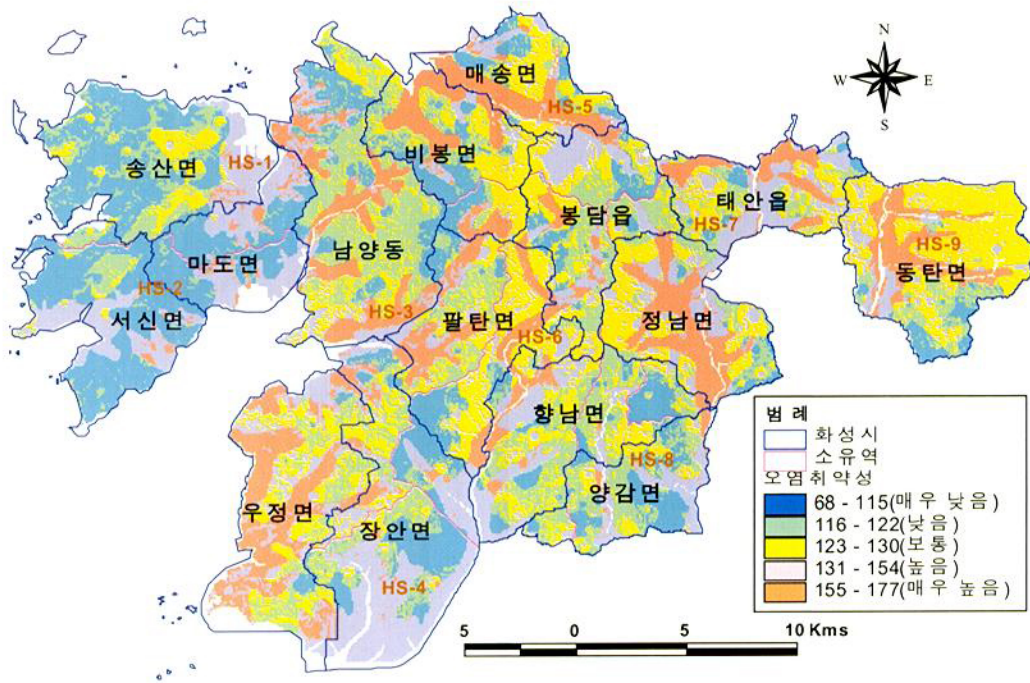 N
W E
S
매송면
HS-5
비봉면
송산면
HS-1
태안읍
봉담읍
HS-7
남양동
마도면
HS-9
동탄면
HS-2
HS-3
서신면
팔탄면
정남면
HS-6
향남면
HS-8
양감면
우정면
장안면
HS-4
범 례
화성시
소유역
오염취약성
68 - 115(매우 낮음)
116 - 122(낮음)
123 - 130(보통)
131 - 154(높음)
155 - 177(매우 높음)
5 0 5 10 Kms